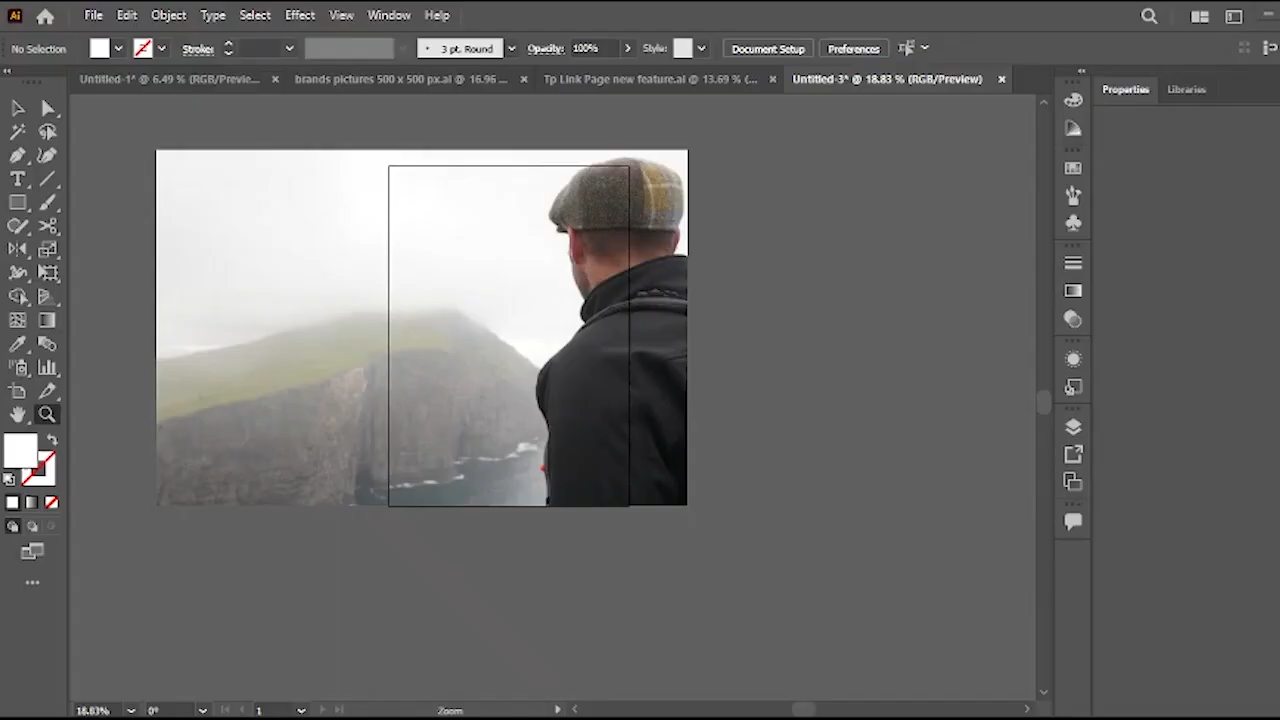 Ai File Edit Object Type Select Effect View Window Help
No Selection Stroke: 3 pt. Round Opacity: 100% Style: Document Setup Preferences
Untitled-1* @ 6.49 % (RGB/Previe... × brands pictures 500 x 500 px.ai @ 16.96 ... × Tp Link Page new feature.ai @ 13.69 % (... × Untitled-3* @ 18.83 % (RGB/Preview) ×
Properties Libraries
18.83% 0° 1 Zoom